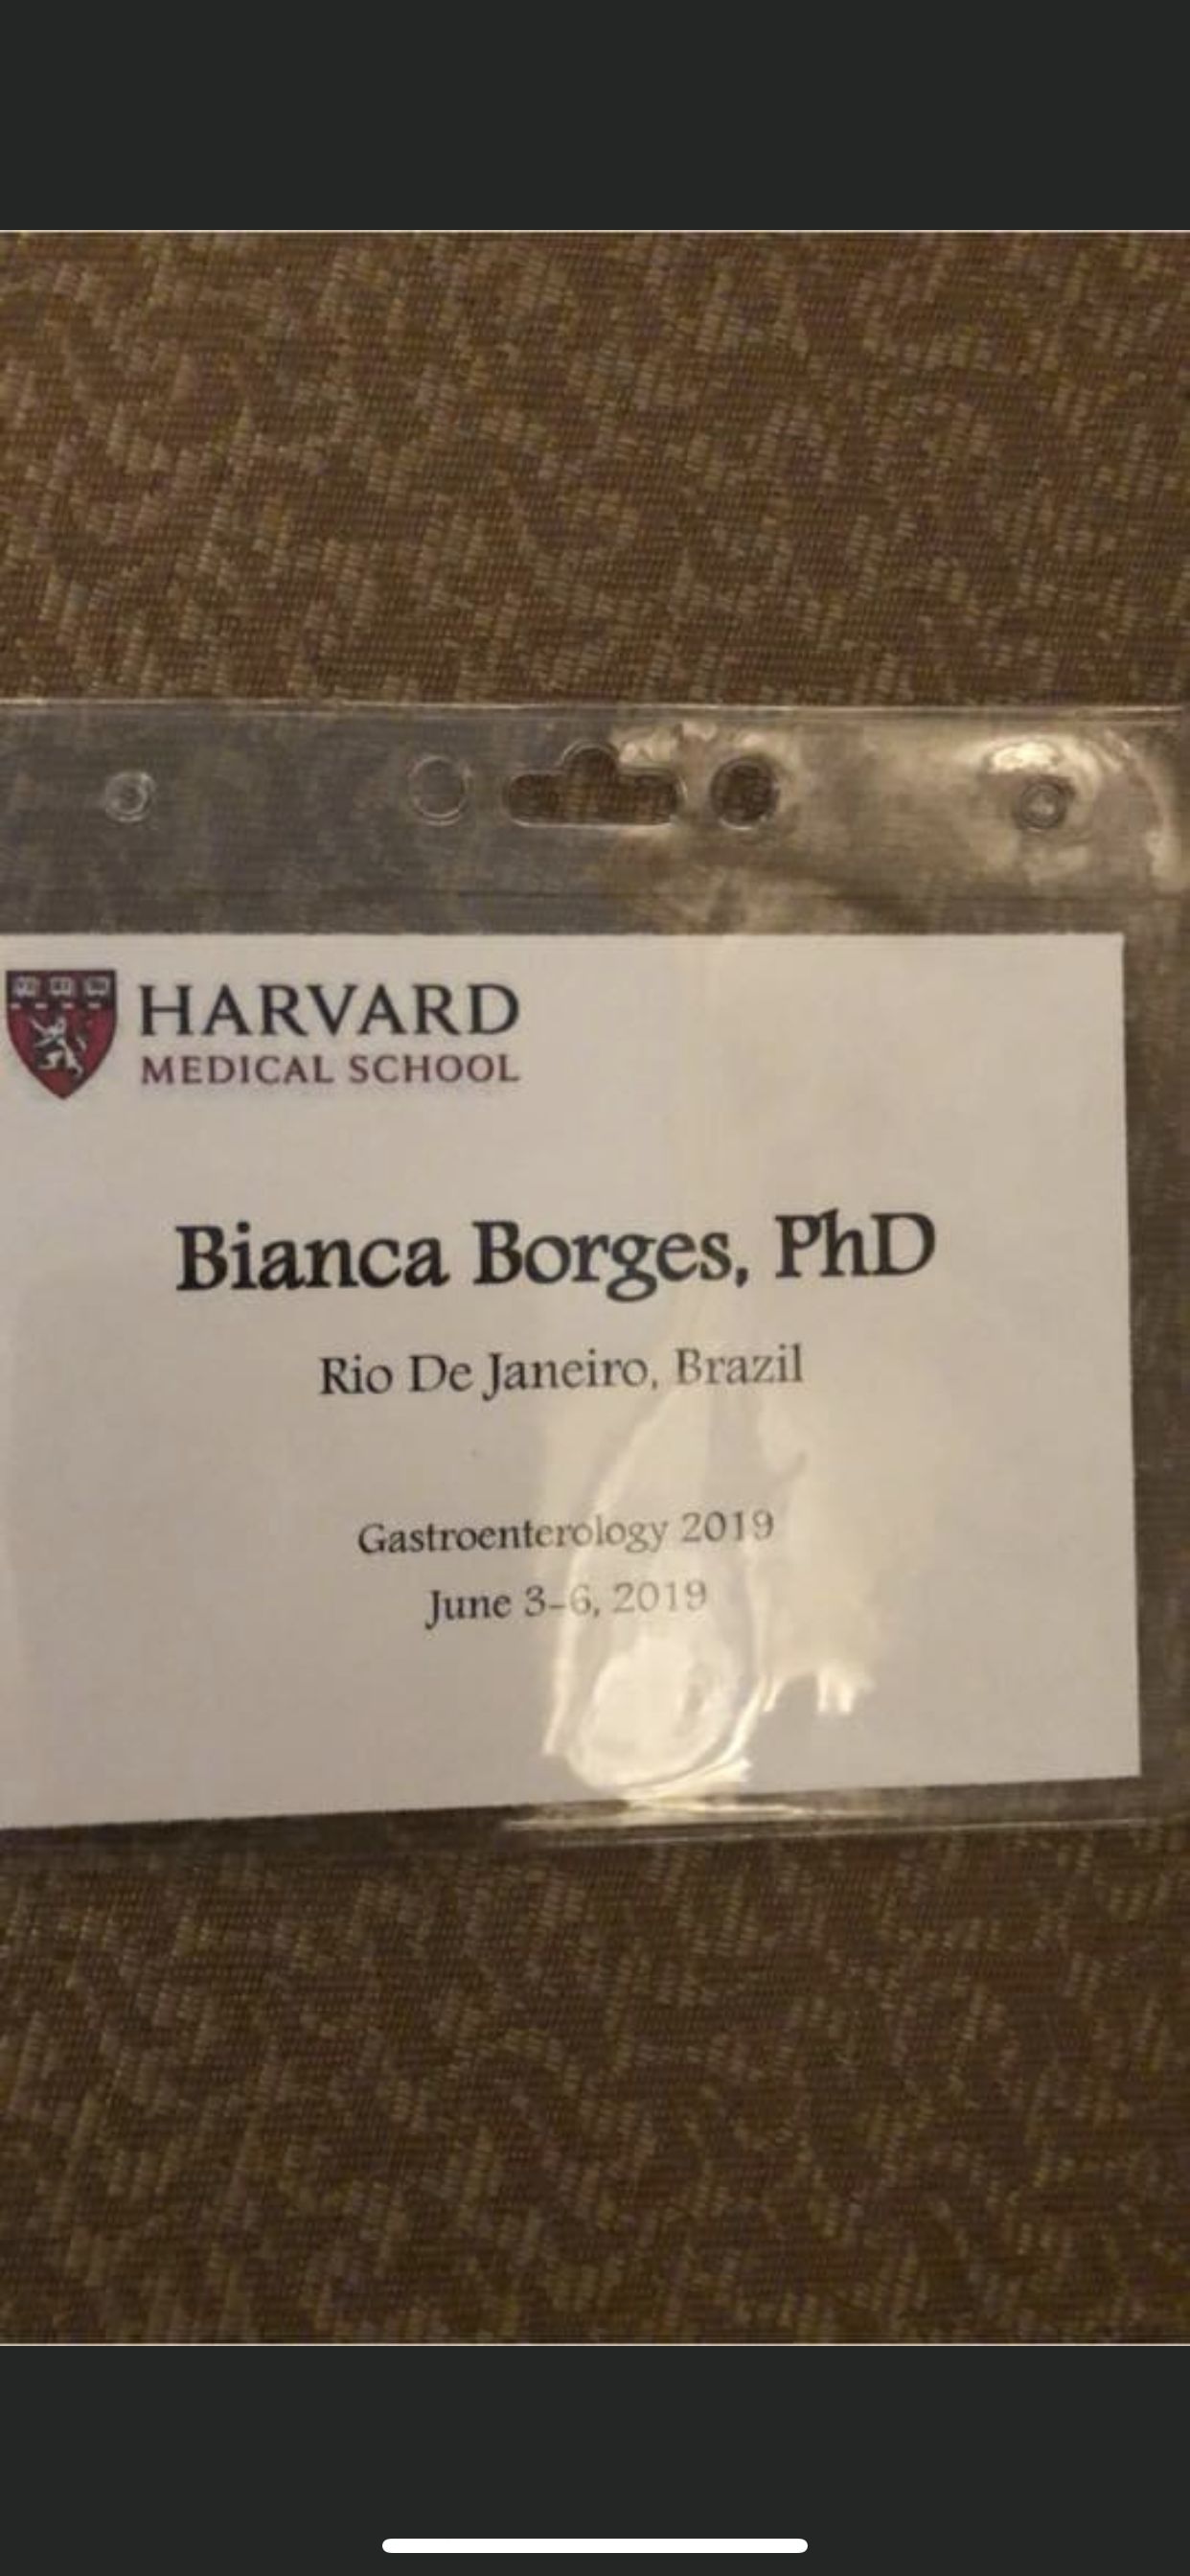 HARVARD
MEDICAL SCHOOL
Bianca Borges, PhD
Rio De Janeiro, Brazil
Gastroenterology 2019
June 3-6, 2019